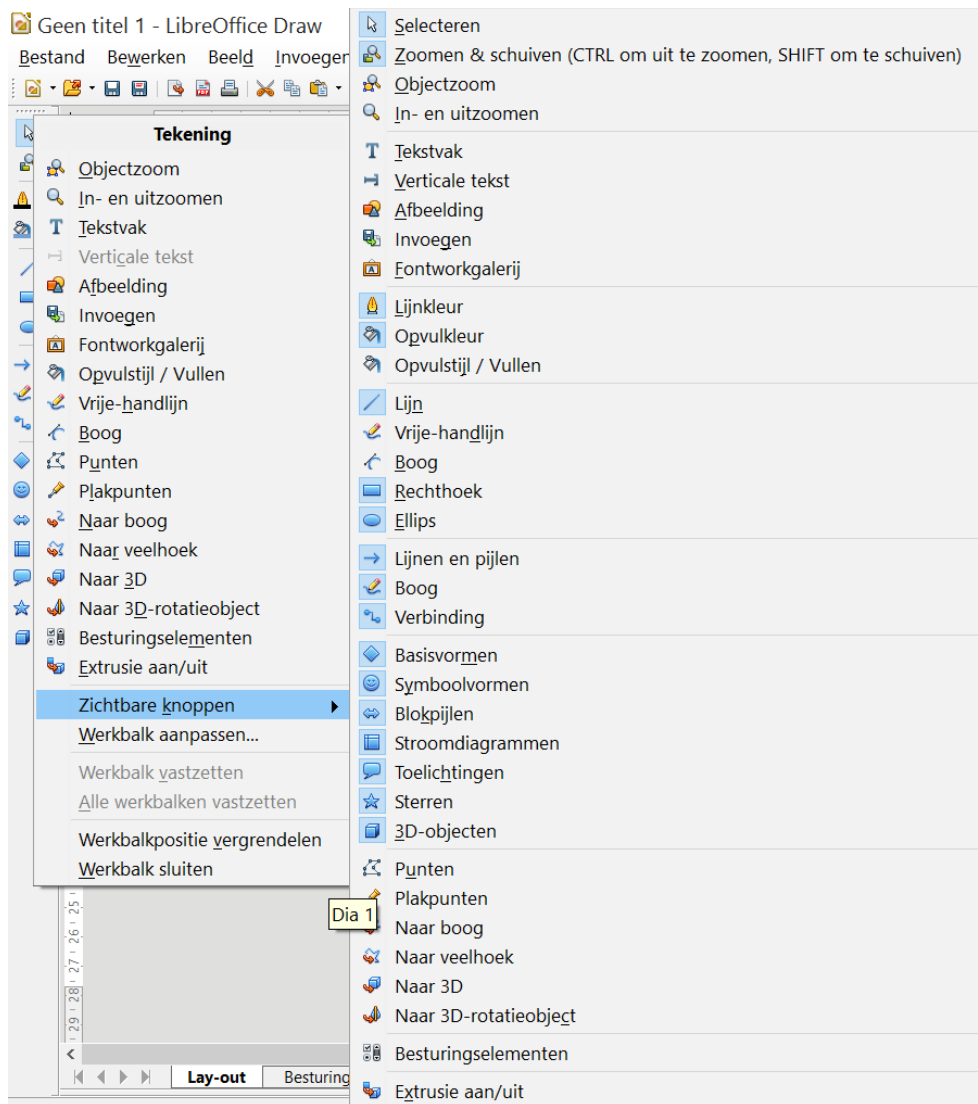 Geen titel 1 - LibreOffice Draw
Bestand Bewerken Beeld Invoegen
Tekening
Objectzoom
In- en uitzoomen
Tekstvak
Verticale tekst
Afbeelding
Invoegen
Fontworkgalerij
Opvulstijl / Vullen
Vrije-handlijn
Boog
Punten
Plakpunten
Naar boog
Naar veelhoek
Naar 3D
Naar 3D-rotatieobject
Besturingselementen
Extrusie aan/uit
Zichtbare knoppen
Werkbalk aanpassen...
Werkbalk vastzetten
Alle werkbalken vastzetten
Werkbalkpositie vergrendelen
Werkbalk sluiten
Selecteren
Zoomen & schuiven (CTRL om uit te zoomen, SHIFT om te schuiven)
Objectzoom
In- en uitzoomen
Tekstvak
Verticale tekst
Afbeelding
Invoegen
Fontworkgalerij
Lijnkleur
Opvulkleur
Opvulstijl / Vullen
Lijn
Vrije-handlijn
Boog
Rechthoek
Ellips
Lijnen en pijlen
Boog
Verbinding
Basisvormen
Symboolvormen
Blokpijlen
Stroomdiagrammen
Toelichtingen
Sterren
3D-objecten
Punten
Plakpunten
Naar boog
Naar veelhoek
Naar 3D
Naar 3D-rotatieobject
Besturingselementen
Extrusie aan/uit
Dia 1
25
26
27
28
29
Lay-out Besturing